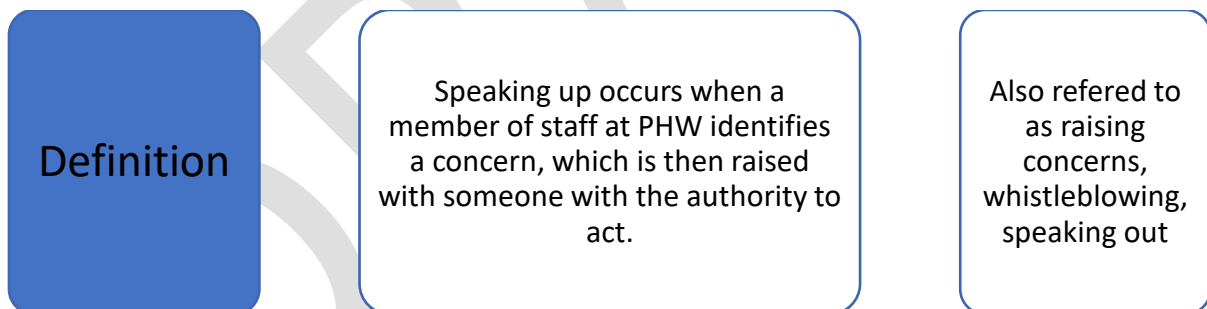 Definition
Speaking up occurs when a
member of staff at PHW identifies
a concern, which is then raised
with someone with the authority to
act.
Also refered to
as raising
concerns,
whistleblowing,
speaking out